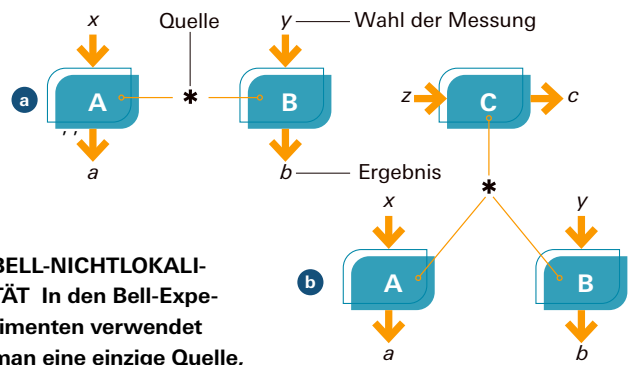 x Quelle y Wahl der Messung
a A B
z C c
a b Ergebnis
x y
BELL-NICHTLOKALI-
TÄT In den Bell-Expe-
imenten verwendet
man eine einzige Quelle,
b A B
a b